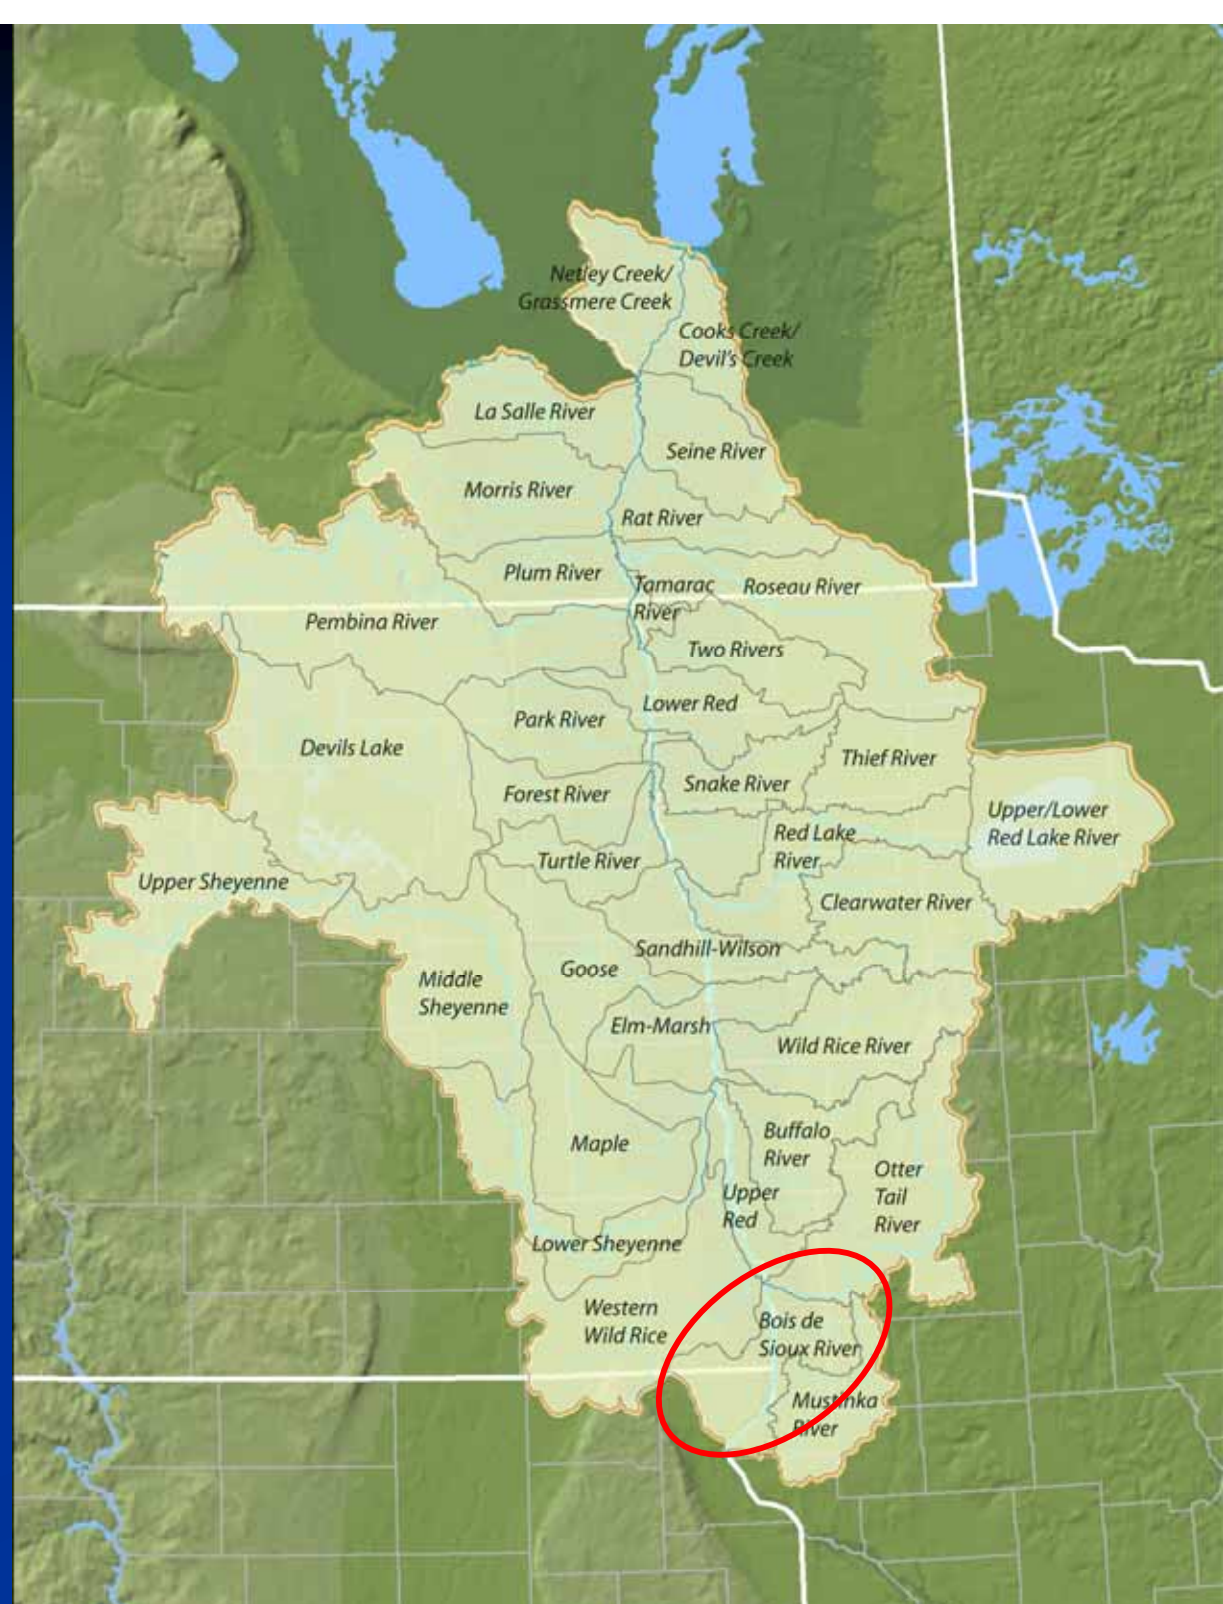 Netley Creek/
Grassmere Creek
Cooks Creek/
Devil's Creek
La Salle River
Seine River
Morris River
Rat River
Plum River
Tamarac
River
Roseau River
Pembina River
Two Rivers
Lower Red
Park River
Devils Lake
Thief River
Snake River
Forest River
Upper/Lower
Red Lake River
Red Lake
River
Turtle River
Upper Sheyenne
Clearwater River
Sandhill-Wilson
Goose
Middle
Sheyenne
Elm-Marsh
Wild Rice River
Buffalo
River
Maple
Otter
Tail
River
Upper
Red
Lower Sheyenne
Western
Wild Rice
Bois de
Sioux River
Mustinka
River